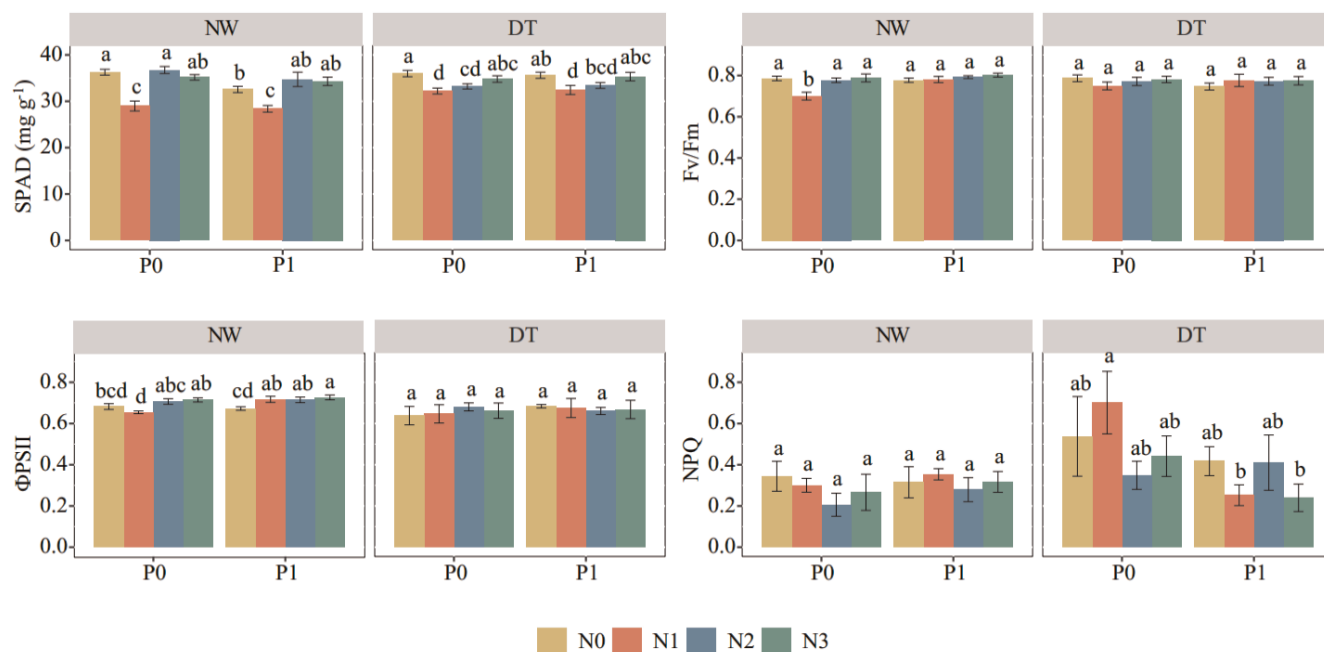 NW DT
SPAD (mg g⁻¹)
40
30
20
10
0
a c a ab b c ab ab
a d cd abc ab d bcd abc
P0 P1 P0 P1
NW DT
Fv/Fm
0.8
0.6
0.4
0.2
0.0
a b a a a a a a
a a a a a a a a
P0 P1 P0 P1
NW DT
ΦPSII
0.8
0.6
0.4
0.2
0.0
bcd d abc ab cd ab ab a
a a a a a a a a
P0 P1 P0 P1
NW DT
NPQ
0.8
0.6
0.4
0.2
0.0
a a a a a a a a
ab a ab ab ab b ab b
P0 P1 P0 P1
N0 N1 N2 N3